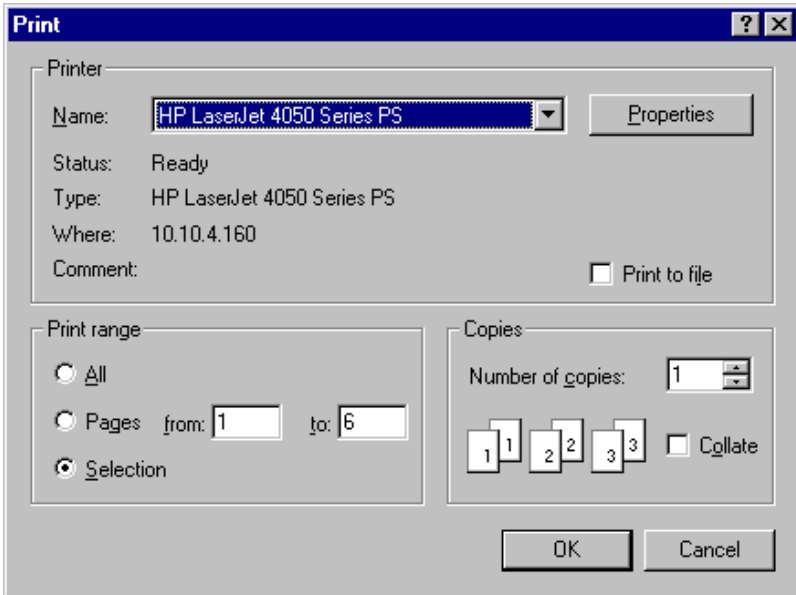 Print
Printer
Name: HP LaserJet 4050 Series PS Properties
Status: Ready
Type: HP LaserJet 4050 Series PS
Where: 10.10.4.160
Comment:
Print to file
Print range
All
Pages from: 1 to: 6
Selection
Copies
Number of copies: 1
1 1 2 2 3 3 Collate
OK Cancel